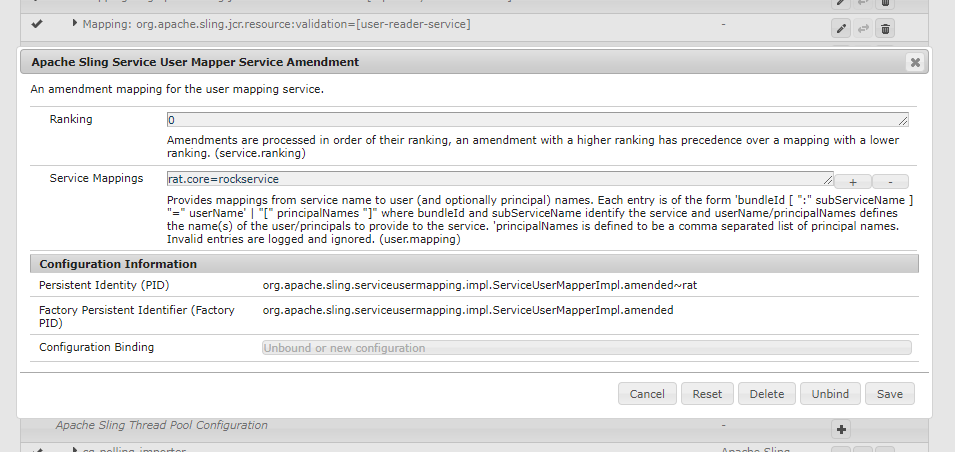 Mapping: org.apache.sling.jcr.resource:validation=[user-reader-service] -
Apache Sling Service User Mapper Service Amendment
An amendment mapping for the user mapping service.
Ranking 0
Amendments are processed in order of their ranking, an amendment with a higher ranking has precedence over a mapping with a lower
ranking. (service.ranking)
Service Mappings rat.core=rockservice + -
Provides mappings from service name to user (and optionally principal) names. Each entry is of the form 'bundleId [ ":" subServiceName ]
"=" userName' | "[" principalNames "]" where bundleId and subServiceName identify the service and userName/principalNames defines
the name(s) of the user/principals to provide to the service. 'principalNames is defined to be a comma separated list of principal names.
Invalid entries are logged and ignored. (user.mapping)
Configuration Information
Persistent Identity (PID) org.apache.sling.serviceusermapping.impl.ServiceUserMapperImpl.amended~rat
Factory Persistent Identifier (Factory org.apache.sling.serviceusermapping.impl.ServiceUserMapperImpl.amended
PID)
Configuration Binding Unbound or new configuration
Cancel Reset Delete Unbind Save
Apache Sling Thread Pool Configuration -
Apache Sling